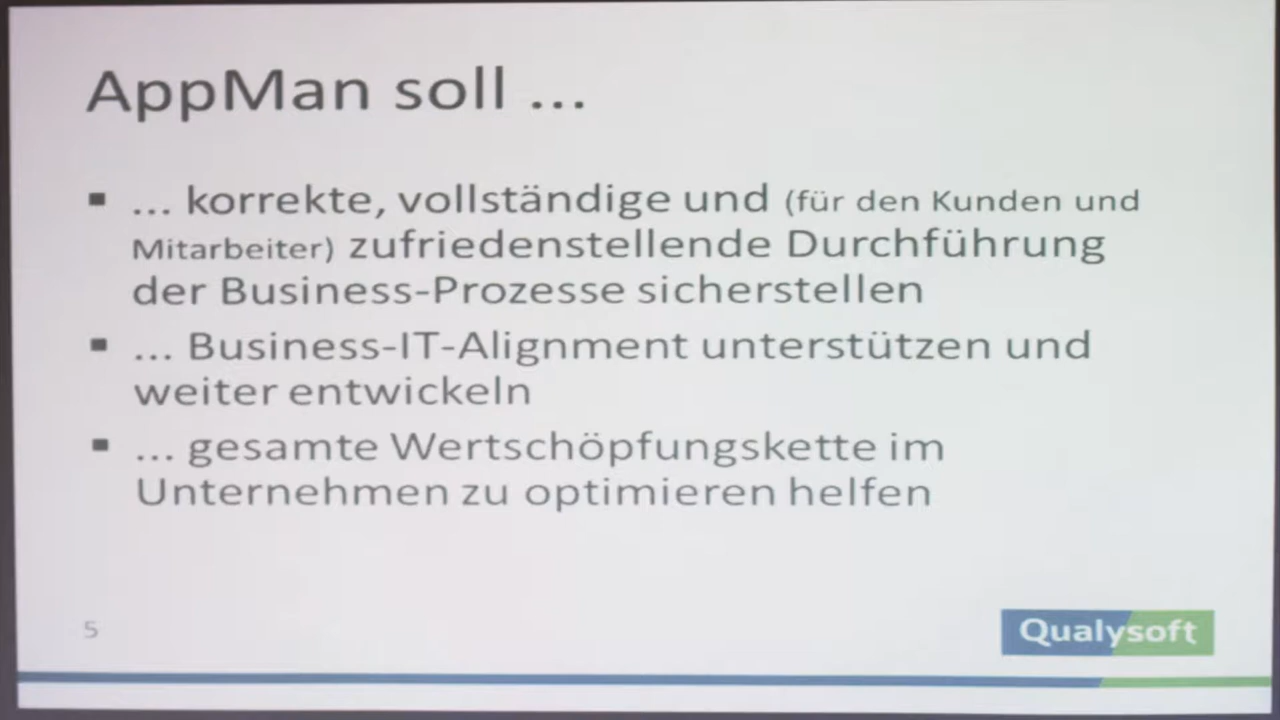 AppMan soll ...
▪ ... korrekte, vollständige und (für den Kunden und
Mitarbeiter) zufriedenstellende Durchführung
der Business-Prozesse sicherstellen
▪ ... Business-IT-Alignment unterstützen und
weiter entwickeln
▪ ... gesamte Wertschöpfungskette im
Unternehmen zu optimieren helfen
5
Qualysoft